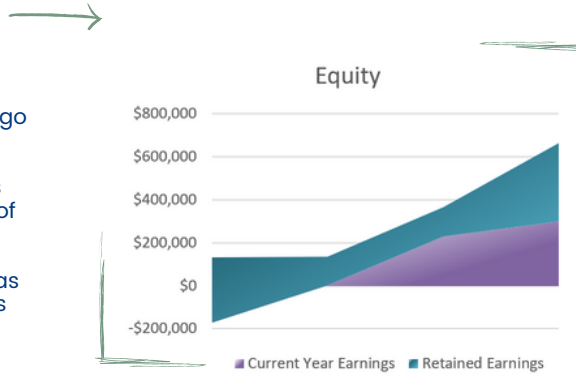 go
of
as
s
Equity
$800,000
$600,000
$400,000
$200,000
$0
-$200,000
Current Year Earnings Retained Earnings